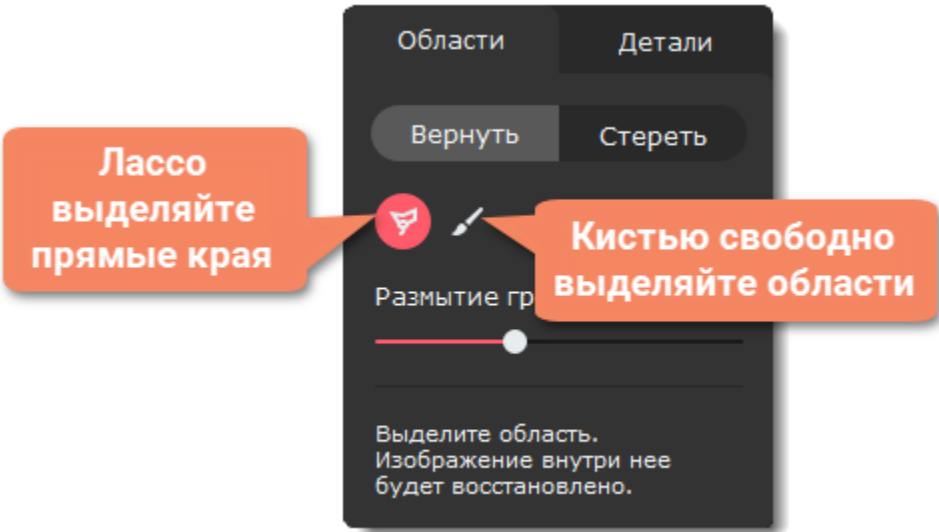 Области
Детали
Вернуть
Стереть
Лассо
выделяйте
прямые края
Кистью свободно
выделяйте области
Размытие гр
Выделите область.
Изображение внутри нее
будет восстановлено.